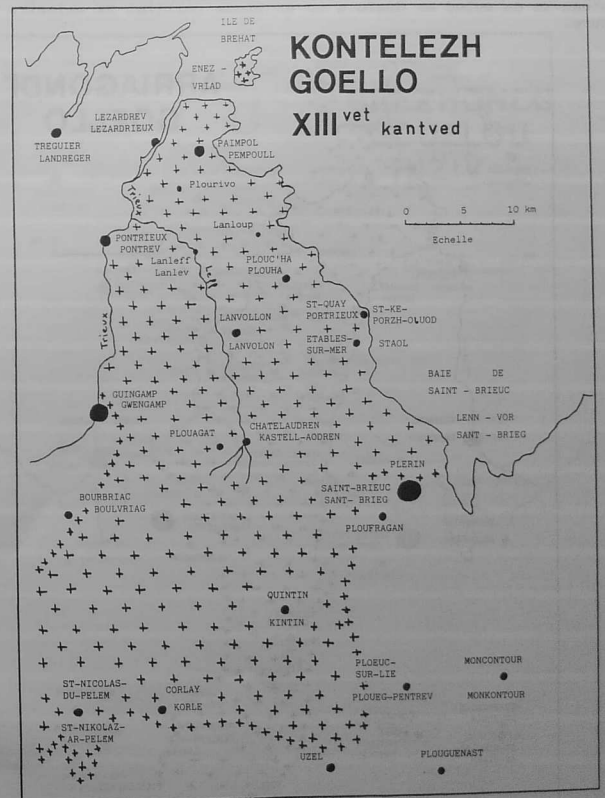 ILE DE
BREHAT
ENEZ -
VRIAD
KONTELEZH
GOELLO
XIIIvet kantved
LEZARDREV
LEZARDRIEUX
TREGUIER
LANDREGER
PAIMPOL
PEMPOULL
Plourivo
Trieux
Lanloup
0 5 10 km
Echelle
PONTRIEUX
PONTREV
Lanleff
Lanlev
Leff
PLOUC'HA
PLOUHA
Trieux
ST-QUAY
PORTRIEUX
ST-KE-
PORZH-OLUOD
LANVOLLON
LANVOLON
ETABLES-
SUR-MER
STAOL
BAIE DE
SAINT - BRIEUC
LENN - VOR
SANT - BRIEG
GUINGAMP
GWENGAMP
PLOUAGAT
CHATELAUDREN
KASTELL-AODREN
PLERIN
SAINT-BRIEUC
SANT- BRIEG
PLOUFRAGAN
BOURBRIAC
BOULVRIAG
QUINTIN
KINTIN
PLOEUC-
SUR-LIE
PLOUEG-PENTREV
MONCONTOUR
MONKONTOUR
ST-NICOLAS-
DU-PELEM
ST-NIKOLAZ-
AR-PELEM
CORLAY
KORLE
UZEL
PLOUGUENAST